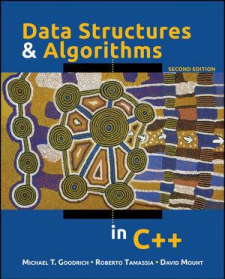 Data Structures
& Algorithms
SECOND EDITION
in C++
MICHAEL T. GOODRICH • ROBERTO TAMASSIA • DAVID MOUNT